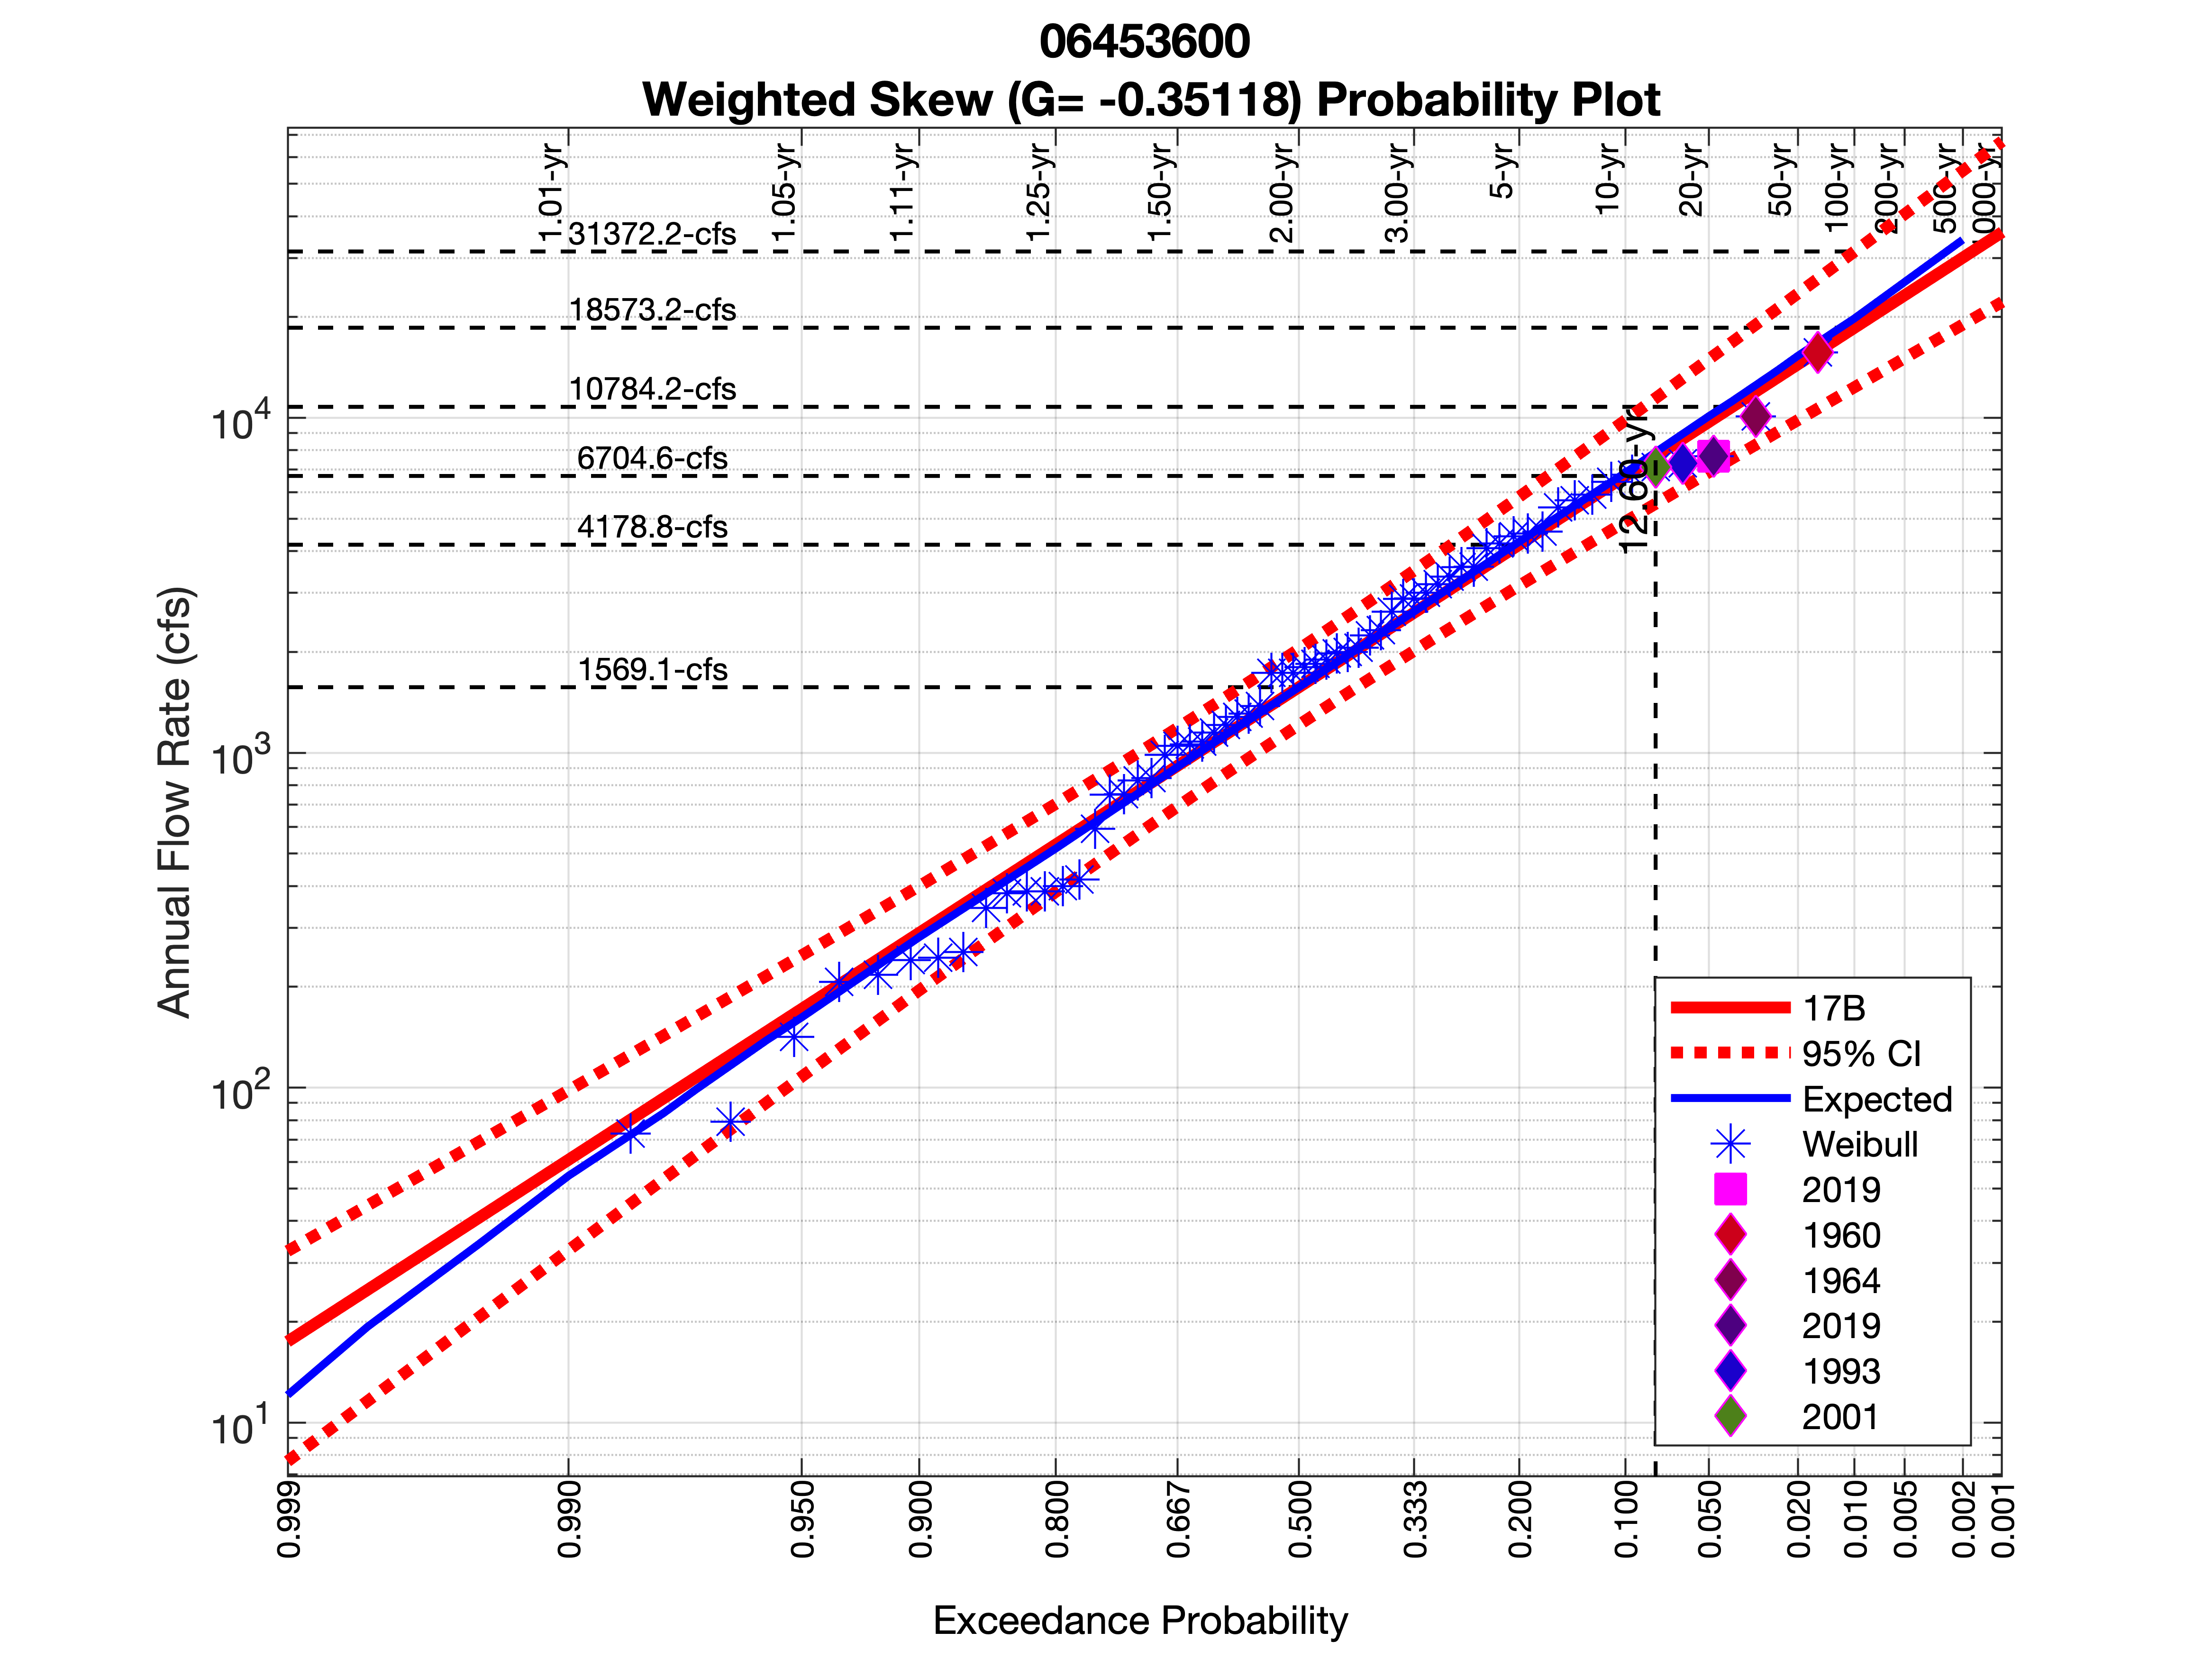 06453600
Weighted Skew (G= -0.35118) Probability Plot
1.01-yr
1.05-yr
1.11-yr
1.25-yr
1.50-yr
2.00-yr
3.00-yr
5-yr
10-yr
20-yr
50-yr
100-yr
200-yr
500-yr
1000-yr
31372.2-cfs
18573.2-cfs
10784.2-cfs
6704.6-cfs
4178.8-cfs
1569.1-cfs
12.60-yr
10^4
10^3
10^2
10^1
Annual Flow Rate (cfs)
17B
95% CI
Expected
Weibull
2019
1960
1964
2019
1993
2001
0.999
0.990
0.950
0.900
0.800
0.667
0.500
0.333
0.200
0.100
0.050
0.020
0.010
0.005
0.002
0.001
Exceedance Probability